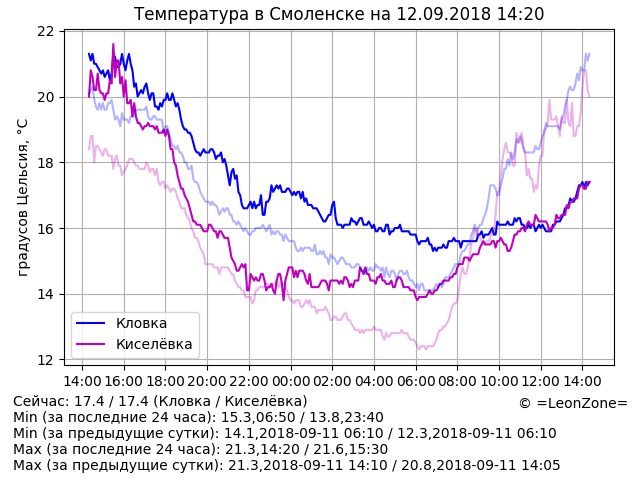 Температура в Смоленске на 12.09.2018 14:20
градусов Цельсия, °C
22
20
18
16
14
12
Кловка
Киселёвка
14:00 16:00 18:00 20:00 22:00 00:00 02:00 04:00 06:00 08:00 10:00 12:00 14:00
Сейчас: 17.4 / 17.4 (Кловка / Киселёвка)
© =LeonZone=
Min (за последние 24 часа): 15.3,06:50 / 13.8,23:40
Min (за предыдущие сутки): 14.1,2018-09-11 06:10 / 12.3,2018-09-11 06:10
Max (за последние 24 часа): 21.3,14:20 / 21.6,15:30
Max (за предыдущие сутки): 21.3,2018-09-11 14:10 / 20.8,2018-09-11 14:05